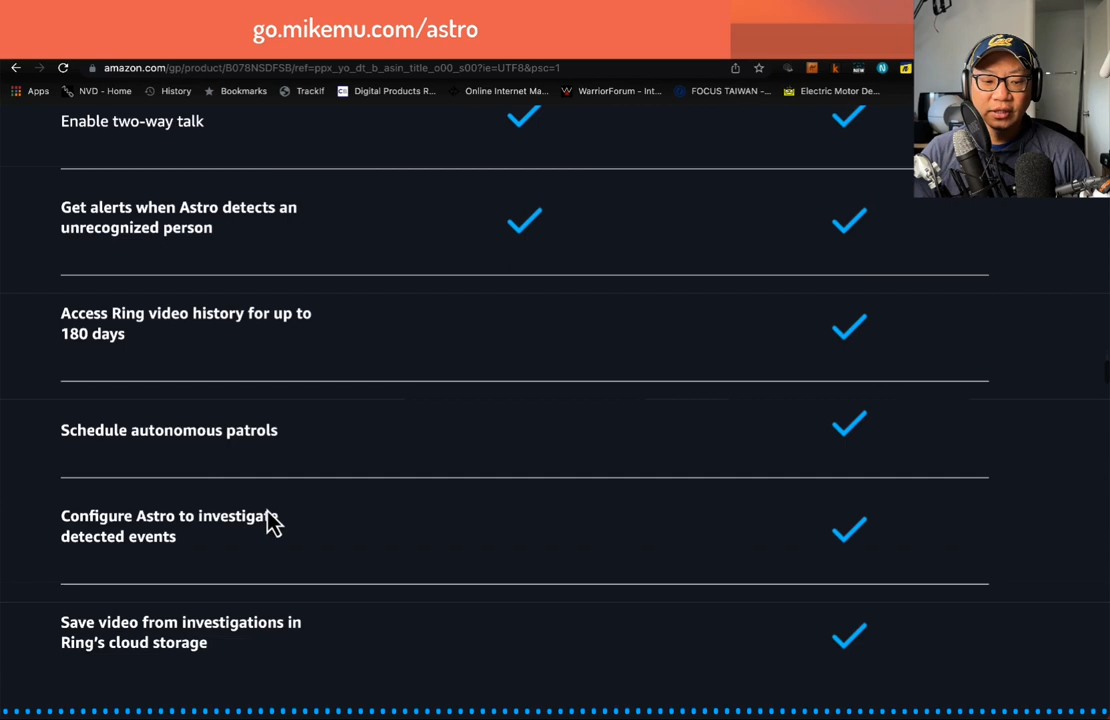 go.mikemu.com/astro
amazon.com/gp/product/B078NSDFSB/ref=ppx_yo_dt_b_asin_title_o00_s00?ie=UTF8&psc=1
Apps NVD - Home History Bookmarks TrackIf Digital Products R... Online Internet Ma... WarriorForum - Int... FOCUS TAIWAN -... Electric Motor De...
Enable two-way talk
Get alerts when Astro detects an
unrecognized person
Access Ring video history for up to
180 days
Schedule autonomous patrols
Configure Astro to investigate
detected events
Save video from investigations in
Ring's cloud storage